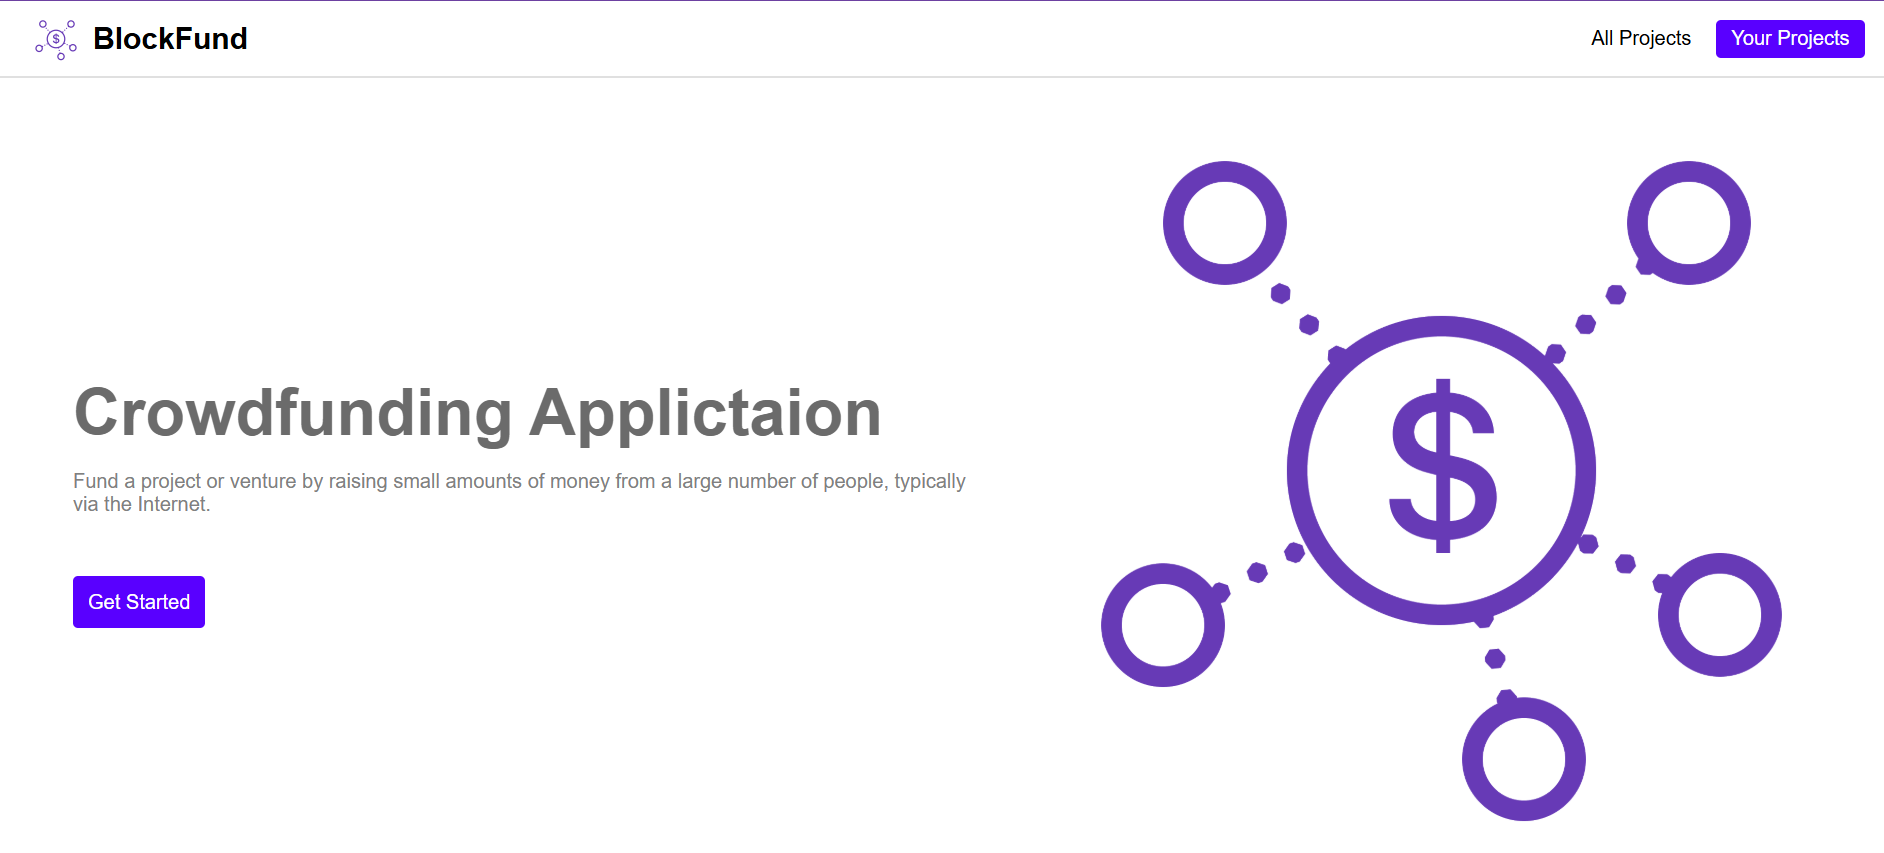 $
BlockFund
All Projects
Your Projects
Crowdfunding Applictaion
Fund a project or venture by raising small amounts of money from a large number of people, typically
via the Internet.
Get Started
$